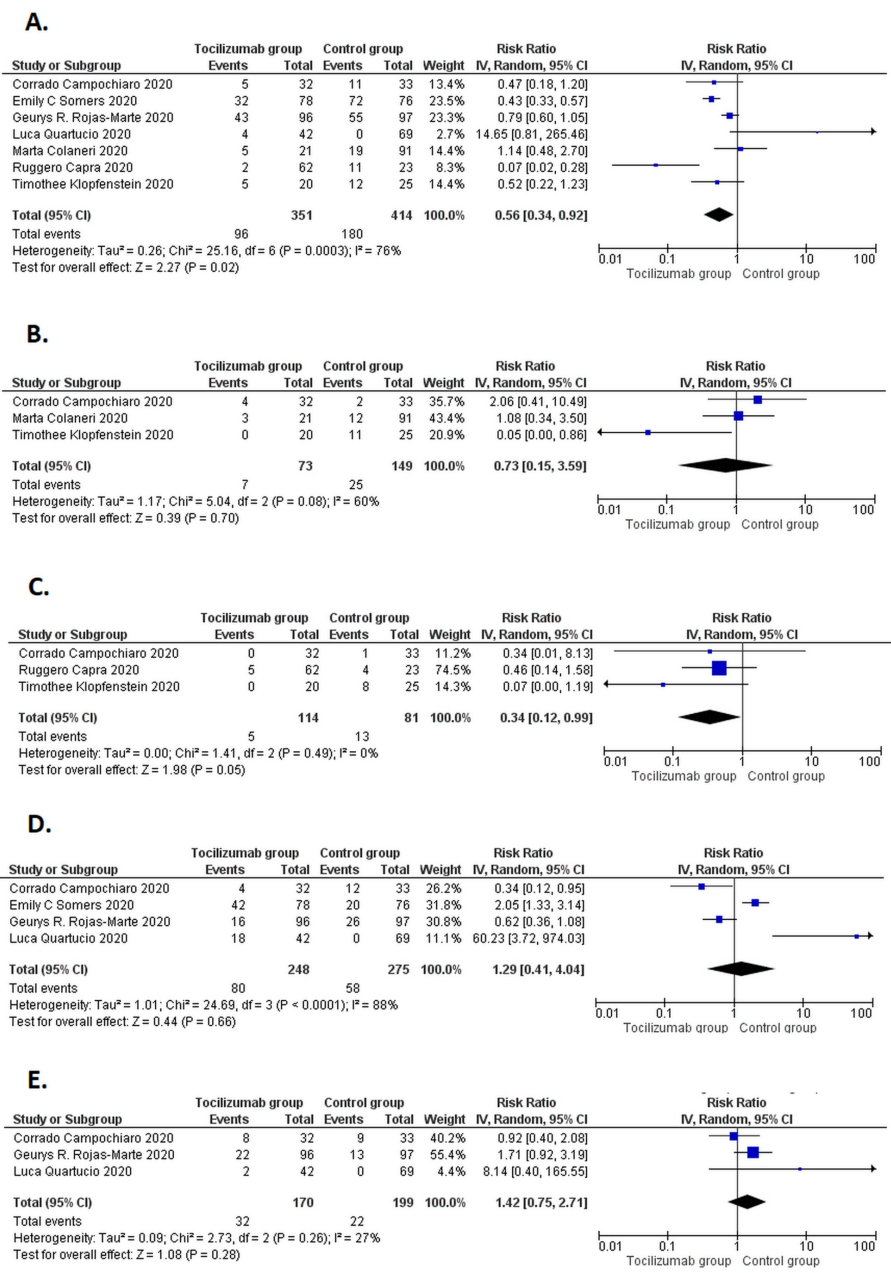 A.
Tocilizumab group Control group Risk Ratio Risk Ratio
Study or Subgroup Events Total Events Total Weight IV, Random, 95% CI IV, Random, 95% CI
Corrado Campochiaro 2020 5 32 11 33 13.4% 0.47 [0.18, 1.20]
Emily C Somers 2020 32 78 72 76 23.5% 0.43 [0.33, 0.57]
Geurys R. Rojas-Marte 2020 43 96 55 97 23.3% 0.79 [0.60, 1.05]
Luca Quartucio 2020 4 42 0 69 2.7% 14.65 [0.81, 265.46]
Marta Colaneri 2020 5 21 19 91 14.4% 1.14 [0.48, 2.70]
Ruggero Capra 2020 2 62 11 23 8.3% 0.07 [0.02, 0.28]
Timothee Klopfenstein 2020 5 20 12 25 14.4% 0.52 [0.22, 1.23]
Total (95% CI) 351 414 100.0% 0.56 [0.34, 0.92]
Total events 96 180
Heterogeneity: Tau² = 0.26; Chi² = 25.16, df = 6 (P = 0.0003); I² = 76%
Test for overall effect: Z = 2.27 (P = 0.02)
0.01 0.1 1 10 100
Tocilizumab group Control group
B.
Tocilizumab group Control group Risk Ratio Risk Ratio
Study or Subgroup Events Total Events Total Weight IV, Random, 95% CI IV, Random, 95% CI
Corrado Campochiaro 2020 4 32 2 33 35.7% 2.06 [0.41, 10.49]
Marta Colaneri 2020 3 21 12 91 43.4% 1.08 [0.34, 3.50]
Timothee Klopfenstein 2020 0 20 11 25 20.9% 0.05 [0.00, 0.86]
Total (95% CI) 73 149 100.0% 0.73 [0.15, 3.59]
Total events 7 25
Heterogeneity: Tau² = 1.17; Chi² = 5.04, df = 2 (P = 0.08); I² = 60%
Test for overall effect: Z = 0.39 (P = 0.70)
0.01 0.1 1 10 100
Tocilizumab group Control group
C.
Tocilizumab group Control group Risk Ratio Risk Ratio
Study or Subgroup Events Total Events Total Weight IV, Random, 95% CI IV, Random, 95% CI
Corrado Campochiaro 2020 0 32 1 33 11.2% 0.34 [0.01, 8.13]
Ruggero Capra 2020 5 62 4 23 74.5% 0.46 [0.14, 1.58]
Timothee Klopfenstein 2020 0 20 8 25 14.3% 0.07 [0.00, 1.19]
Total (95% CI) 114 81 100.0% 0.34 [0.12, 0.99]
Total events 5 13
Heterogeneity: Tau² = 0.00; Chi² = 1.41, df = 2 (P = 0.49); I² = 0%
Test for overall effect: Z = 1.98 (P = 0.05)
0.01 0.1 1 10 100
Tocilizumab group Control group
D.
Tocilizumab group Control group Risk Ratio Risk Ratio
Study or Subgroup Events Total Events Total Weight IV, Random, 95% CI IV, Random, 95% CI
Corrado Campochiaro 2020 4 32 12 33 26.2% 0.34 [0.12, 0.95]
Emily C Somers 2020 42 78 20 76 31.8% 2.05 [1.33, 3.14]
Geurys R. Rojas-Marte 2020 16 96 26 97 30.8% 0.62 [0.36, 1.08]
Luca Quartucio 2020 18 42 0 69 11.1% 60.23 [3.72, 974.03]
Total (95% CI) 248 275 100.0% 1.29 [0.41, 4.04]
Total events 80 58
Heterogeneity: Tau² = 1.01; Chi² = 24.69, df = 3 (P < 0.0001); I² = 88%
Test for overall effect: Z = 0.44 (P = 0.66)
0.01 0.1 1 10 100
Tocilizumab group Control group
E.
Tocilizumab group Control group Risk Ratio Risk Ratio
Study or Subgroup Events Total Events Total Weight IV, Random, 95% CI IV, Random, 95% CI
Corrado Campochiaro 2020 8 32 9 33 40.2% 0.92 [0.40, 2.08]
Geurys R. Rojas-Marte 2020 22 96 13 97 55.4% 1.71 [0.92, 3.19]
Luca Quartucio 2020 2 42 0 69 4.4% 8.14 [0.40, 165.55]
Total (95% CI) 170 199 100.0% 1.42 [0.75, 2.71]
Total events 32 22
Heterogeneity: Tau² = 0.09; Chi² = 2.73, df = 2 (P = 0.26); I² = 27%
Test for overall effect: Z = 1.08 (P = 0.28)
0.01 0.1 1 10 100
Tocilizumab group Control group